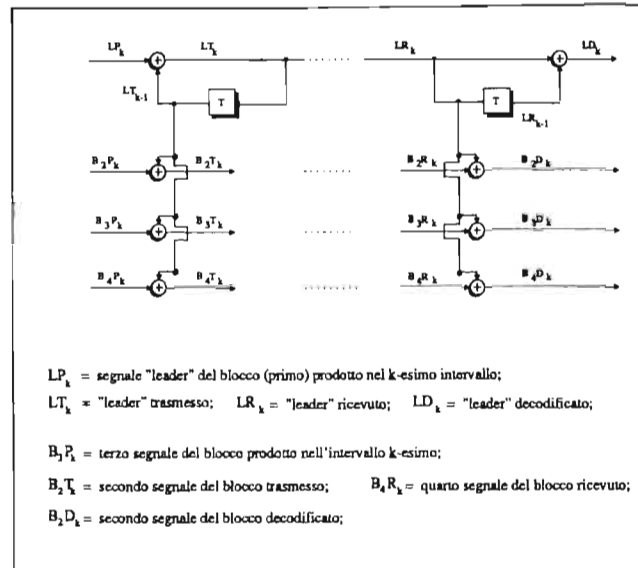 LP_k LT_k LR_k LD_k
LT_k-1 T T LR_k-1
B_2P_k B_2T_k B_2R_k B_2D_k
B_3P_k B_3T_k B_3R_k B_3D_k
B_4P_k B_4T_k B_4R_k B_4D_k
LP_k = segnale "leader" del blocco (primo) prodotto nel k-esimo intervallo;
LT_k = "leader" trasmesso; LR_k = "leader" ricevuto; LD_k = "leader" decodificato;
B_3P_k = terzo segnale del blocco prodotto nell'intervallo k-esimo;
B_2T_k = secondo segnale del blocco trasmesso; B_4R_k = quarto segnale del blocco ricevuto;
B_2D_k = secondo segnale del blocco decodificato;